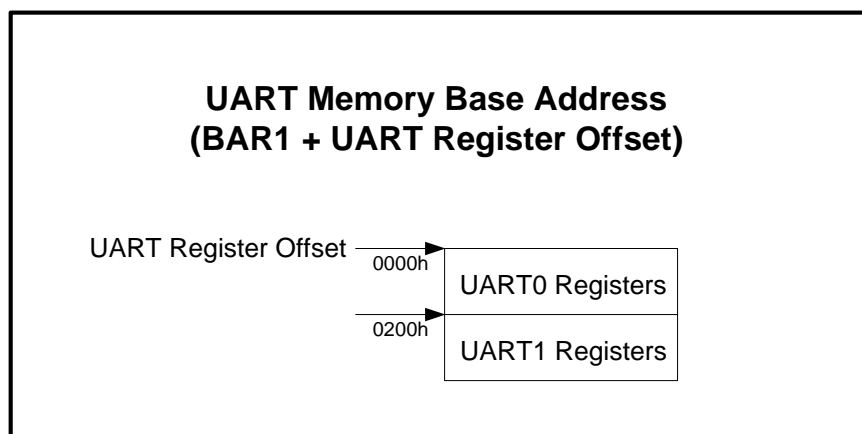 UART Memory Base Address
(BAR1 + UART Register Offset)
UART Register Offset
0000h
UART0 Registers
0200h
UART1 Registers